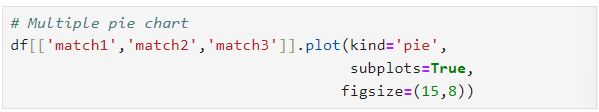 # Multiple pie chart
df[['match1','match2','match3']].plot(kind='pie',
subplots=True,
figsize=(15,8))